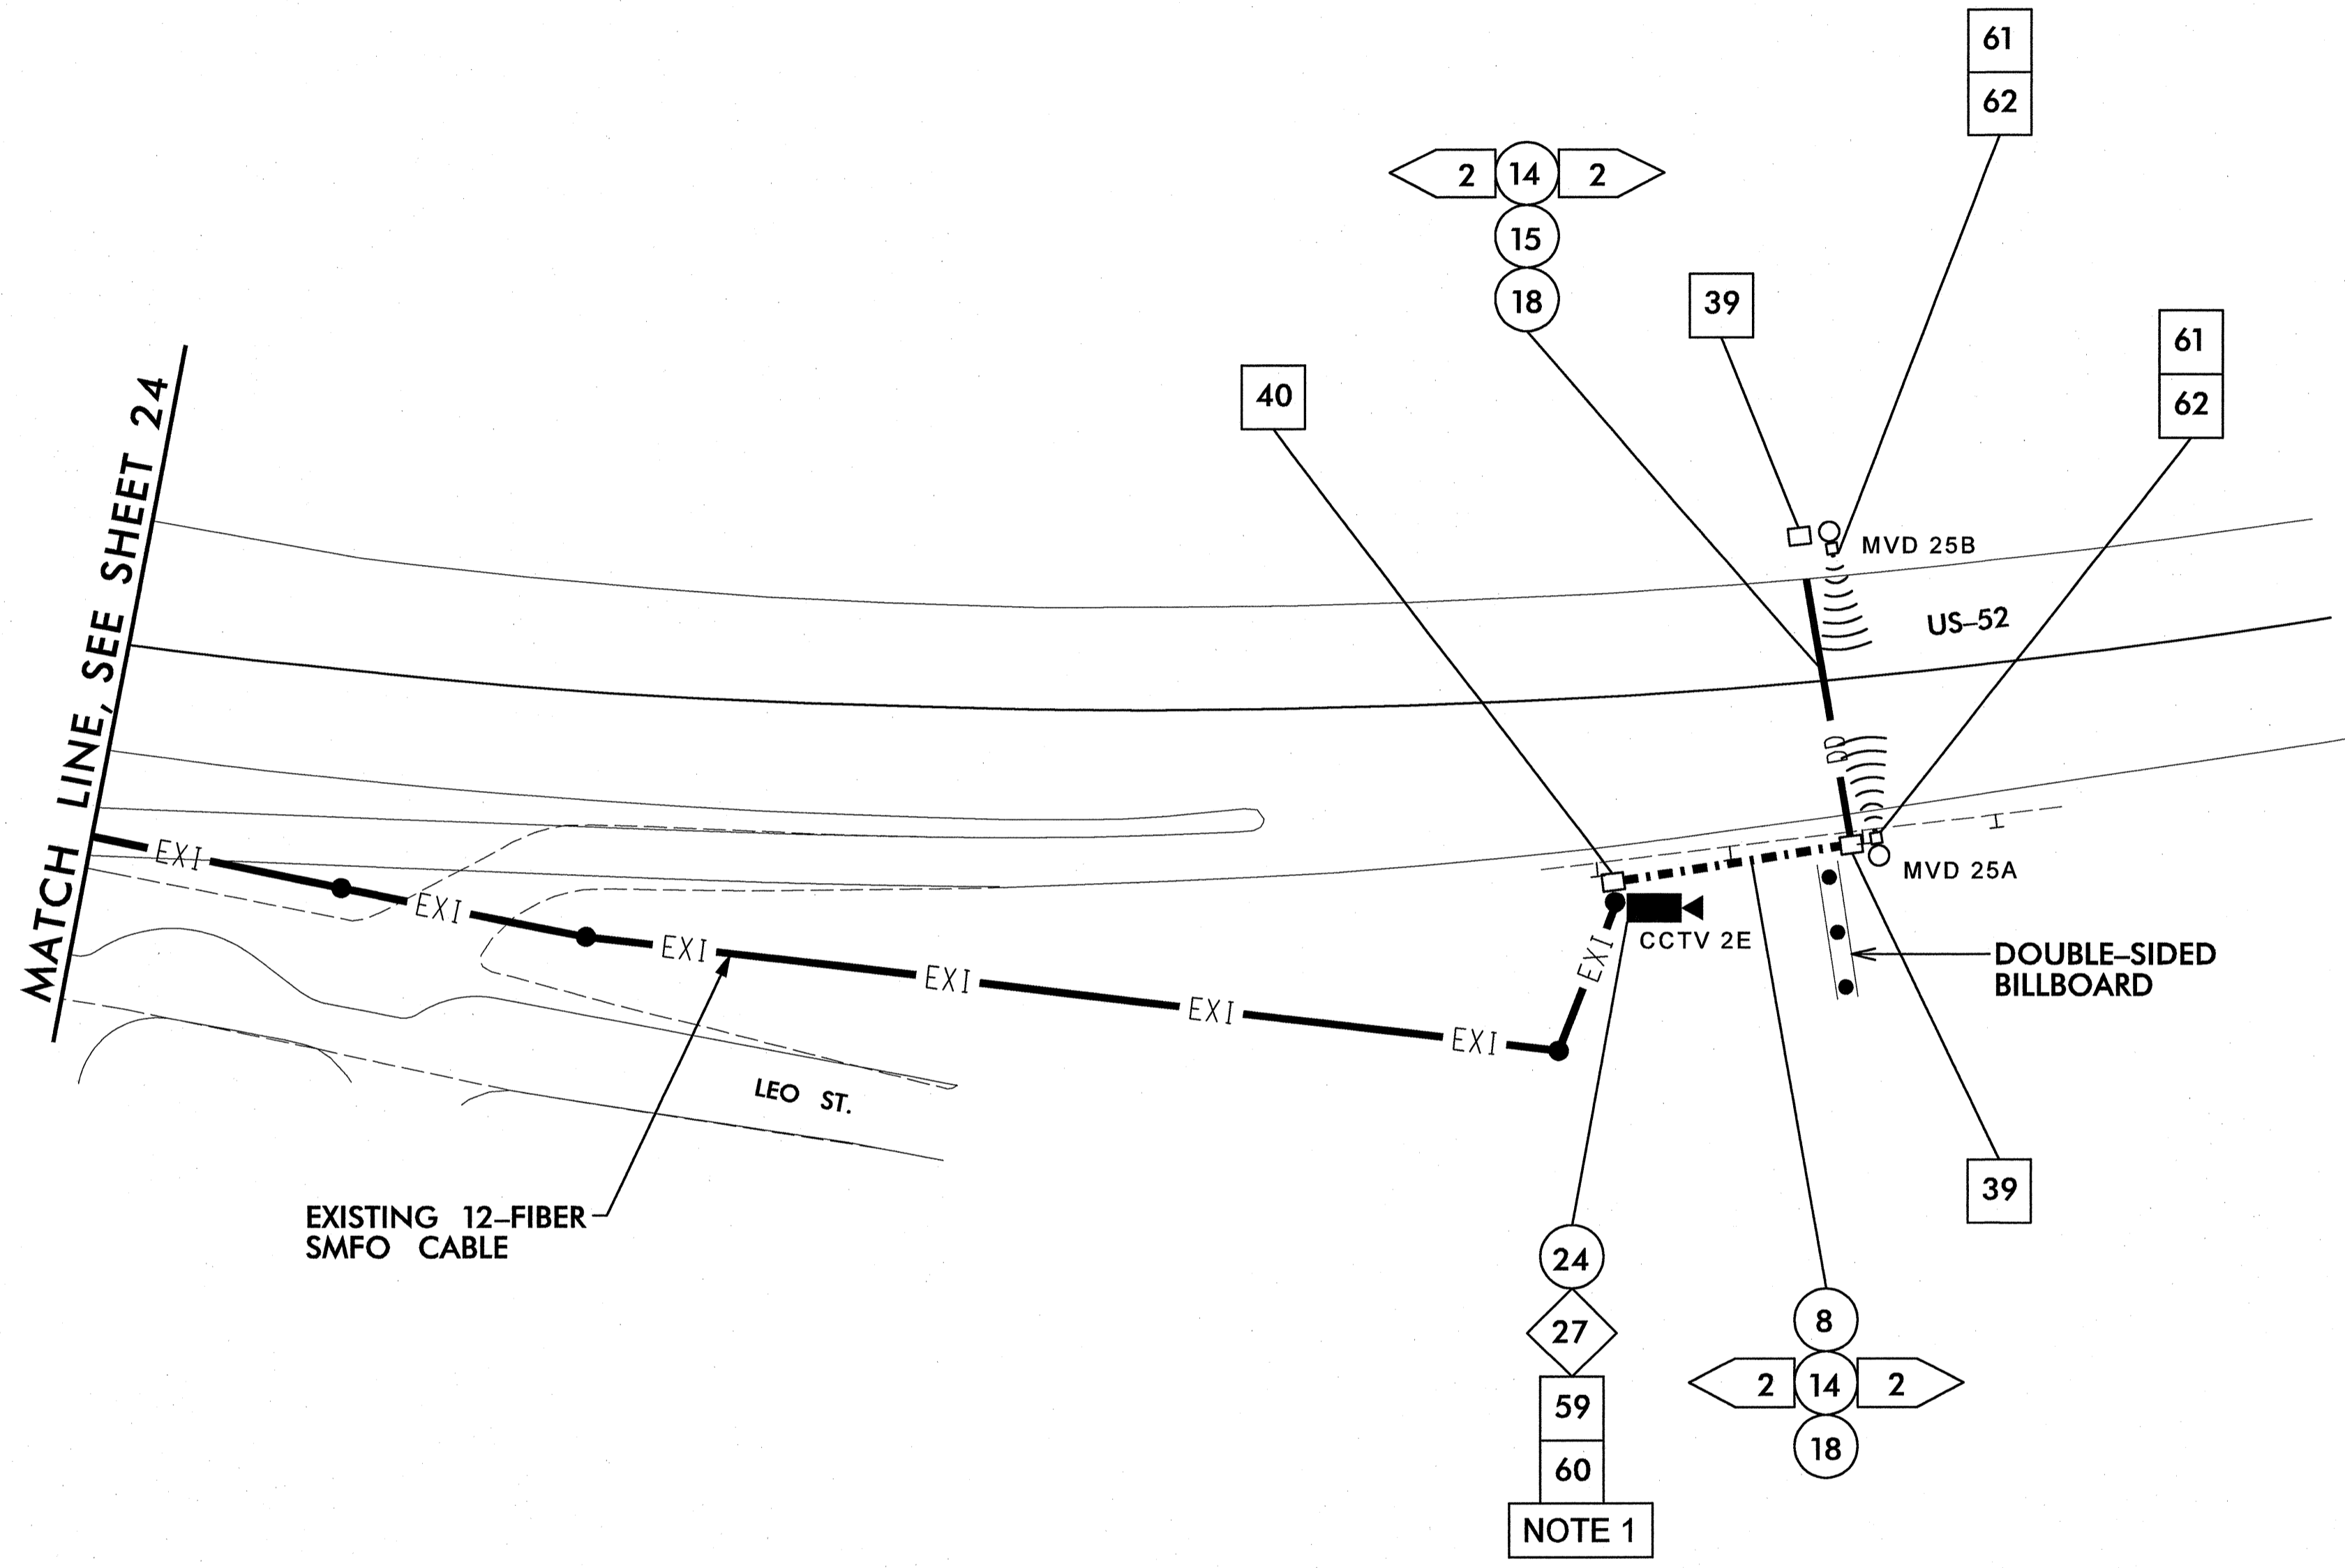 61
62
2 14 2
15
18
39
61
62
40
MATCH LINE, SEE SHEET 24
MVD 25B
US–52
EXI
EXI
EXI
EXI
EXI
EXI
EXI
MVD 25A
CCTV 2E
DOUBLE–SIDED
BILLBOARD
LEO ST.
39
EXISTING 12–FIBER
SMFO CABLE
24
27
59
60
NOTE 1
8
2 14 2
18